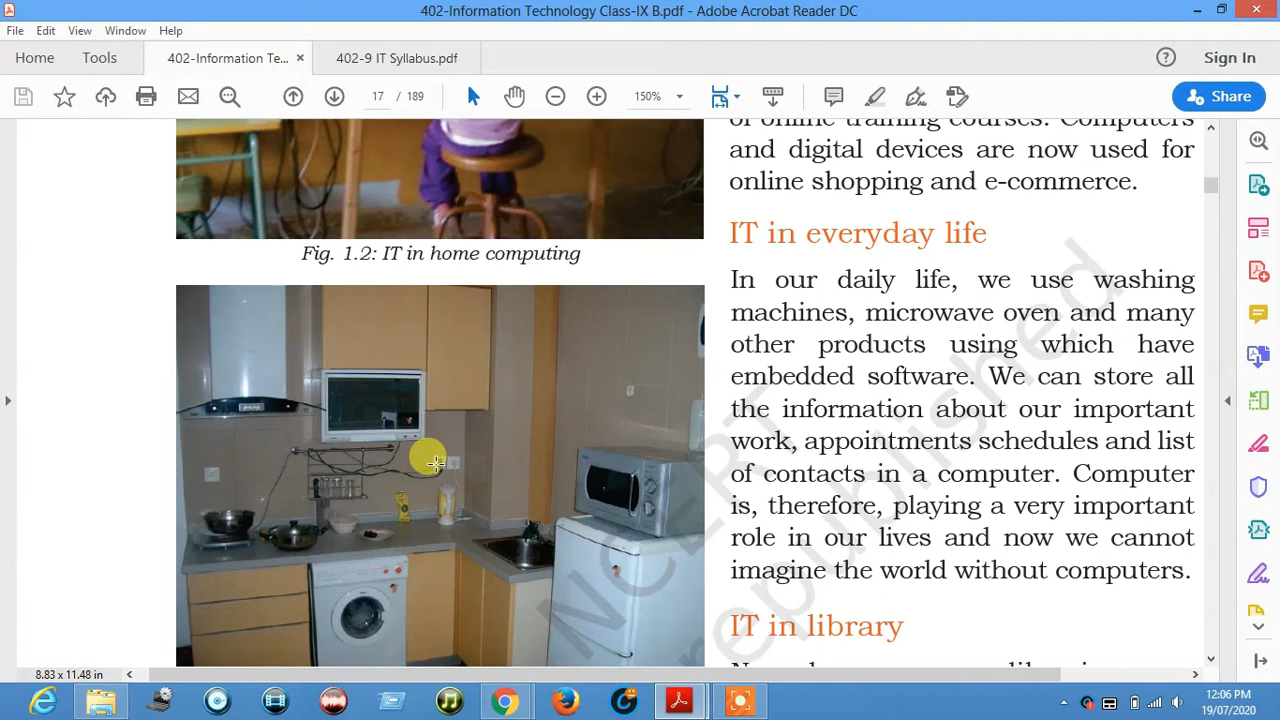 402-Information Technology Class-IX B.pdf - Adobe Acrobat Reader DC
File Edit View Window Help
Home Tools 402-Information Te... × 402-9 IT Syllabus.pdf Sign In
17 / 189 150% Share
of online training courses. Computers
and digital devices are now used for
online shopping and e-commerce.
Fig. 1.2: IT in home computing
IT in everyday life
In our daily life, we use washing
machines, microwave oven and many
other products using which have
embedded software. We can store all
the information about our important
work, appointments schedules and list
of contacts in a computer. Computer
is, therefore, playing a very important
role in our lives and now we cannot
imagine the world without computers.
IT in library
republished
8.83 x 11.48 in
12:06 PM
19/07/2020